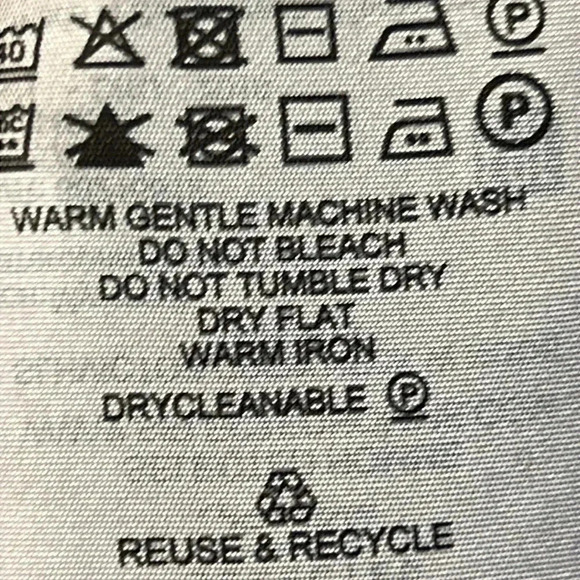 P
P
WARM GENTLE MACHINE WASH
DO NOT BLEACH
DO NOT TUMBLE DRY
DRY FLAT
WARM IRON
DRYCLEANABLE P
REUSE & RECYCLE